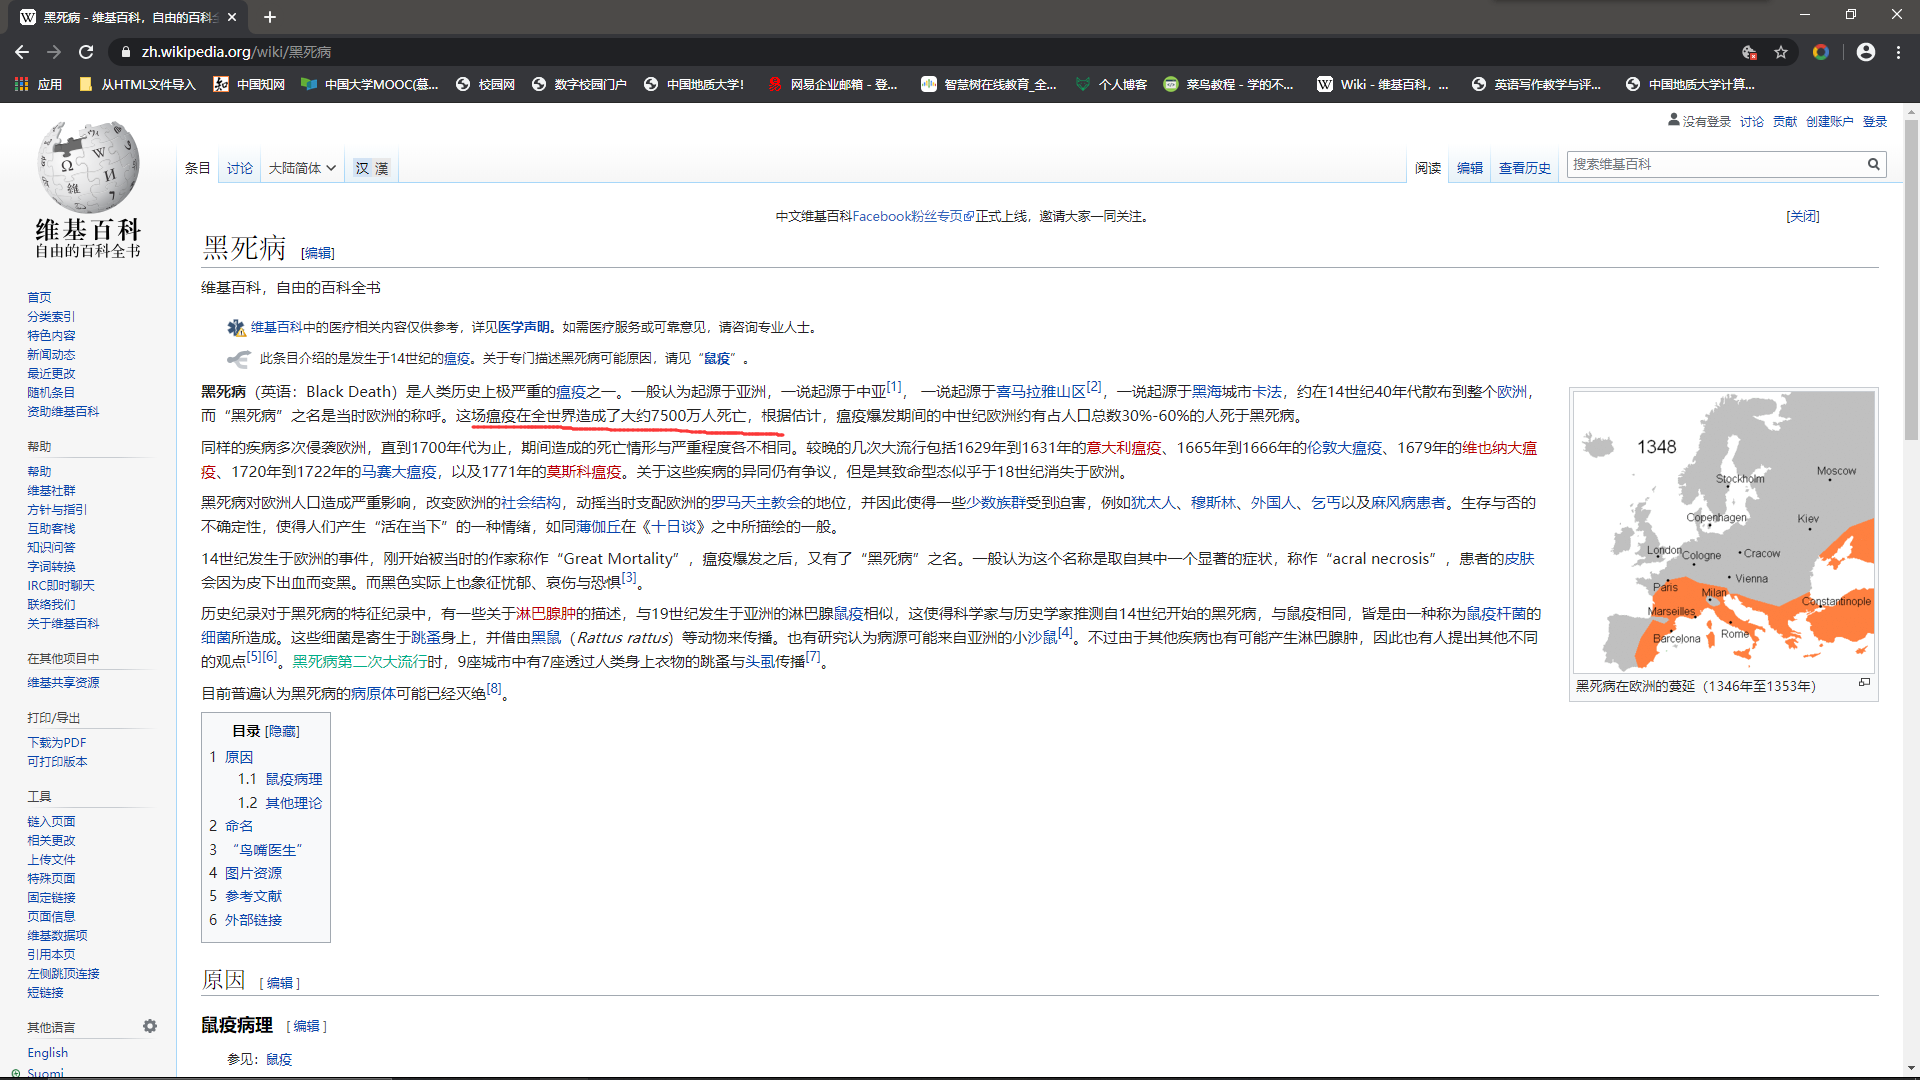 黑死病 - 维基百科，自由的百科全
zh.wikipedia.org/wiki/黑死病
应用 从HTML文件导入 中国知网 中国大学MOOC(慕... 校园网 数字校园门户 中国地质大学! 网易企业邮箱 - 登... 智慧树在线教育_全... 个人博客 菜鸟教程 - 学的不... Wiki - 维基百科，... 英语写作教学与评... 中国地质大学计算...
没有登录 讨论 贡献 创建账户 登录
维基百科
自由的百科全书
条目 讨论 大陆简体 汉 漢 阅读 编辑 查看历史 搜索维基百科
中文维基百科Facebook粉丝专页正式上线，邀请大家一同关注。 [关闭]
黑死病 [编辑]
维基百科，自由的百科全书
维基百科中的医疗相关内容仅供参考，详见医学声明。如需医疗服务或可靠意见，请咨询专业人士。
此条目介绍的是发生于14世纪的瘟疫。关于专门描述黑死病可能原因，请见“鼠疫”。
黑死病（英语：Black Death）是人类历史上极严重的瘟疫之一。一般认为起源于亚洲，一说起源于中亚[1]，一说起源于喜马拉雅山区[2]，一说起源于黑海城市卡法，约在14世纪40年代散布到整个欧洲，
而“黑死病”之名是当时欧洲的称呼。这场瘟疫在全世界造成了大约7500万人死亡，根据估计，瘟疫爆发期间的中世纪欧洲约有占人口总数30%-60%的人死于黑死病。
同样的疾病多次侵袭欧洲，直到1700年代为止，期间造成的死亡情形与严重程度各不相同。较晚的几次大流行包括1629年到1631年的意大利瘟疫、1665年到1666年的伦敦大瘟疫、1679年的维也纳大瘟
疫、1720年到1722年的马赛大瘟疫，以及1771年的莫斯科瘟疫。关于这些疾病的异同仍有争议，但是其致命型态似乎于18世纪消失于欧洲。
黑死病对欧洲人口造成严重影响，改变欧洲的社会结构，动摇当时支配欧洲的罗马天主教会的地位，并因此使得一些少数族群受到迫害，例如犹太人、穆斯林、外国人、乞丐以及麻风病患者。生存与否的
不确定性，使得人们产生“活在当下”的一种情绪，如同薄伽丘在《十日谈》之中所描绘的一般。
14世纪发生于欧洲的事件，刚开始被当时的作家称作“Great Mortality”，瘟疫爆发之后，又有了“黑死病”之名。一般认为这个名称是取自其中一个显著的症状，称作“acral necrosis”，患者的皮肤
会因为皮下出血而变黑。而黑色实际上也象征忧郁、哀伤与恐惧[3]。
历史纪录对于黑死病的特征纪录中，有一些关于淋巴腺肿的描述，与19世纪发生于亚洲的淋巴腺鼠疫相似，这使得科学家与历史学家推测自14世纪开始的黑死病，与鼠疫相同，皆是由一种称为鼠疫杆菌的
细菌所造成。这些细菌是寄生于跳蚤身上，并借由黑鼠（Rattus rattus）等动物来传播。也有研究认为病源可能来自亚洲的小沙鼠[4]。不过由于其他疾病也有可能产生淋巴腺肿，因此也有人提出其他不同
的观点[5][6]。黑死病第二次大流行时，9座城市中有7座透过人类身上衣物的跳蚤与头虱传播[7]。
目前普遍认为黑死病的病原体可能已经灭绝[8]。
1348
Moscow
Stockholm
Copenhagen
Kiev
London
Cologne
Cracow
Paris
Vienna
Milan
Marseilles
Constantinople
Barcelona
Rome
黑死病在欧洲的蔓延（1346年至1353年）
目录 [隐藏]
1 原因
1.1 鼠疫病理
1.2 其他理论
2 命名
3 “鸟嘴医生”
4 图片资源
5 参考文献
6 外部链接
原因 [ 编辑 ]
鼠疫病理 [ 编辑 ]
参见：鼠疫
首页
分类索引
特色内容
新闻动态
最近更改
随机条目
资助维基百科
帮助
帮助
维基社群
方针与指引
互助客栈
知识问答
字词转换
IRC即时聊天
联络我们
关于维基百科
在其他项目中
维基共享资源
打印/导出
下载为PDF
可打印版本
工具
链入页面
相关更改
上传文件
特殊页面
固定链接
页面信息
维基数据项
引用本页
左侧跳顶连接
短链接
其他语言
English
Suomi